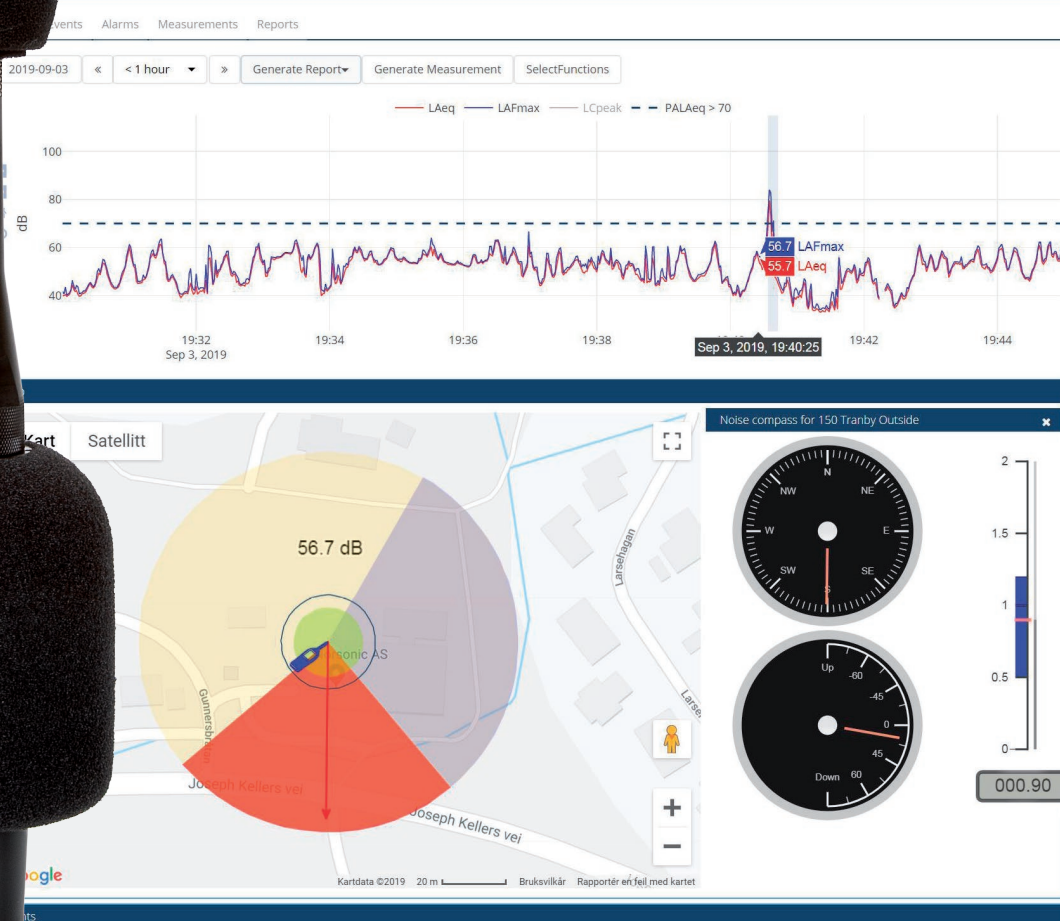 Alarms Measurements Reports
2019-09-03 « < 1 hour » Generate Report Generate Measurement SelectFunctions
LAeq LAFmax LCpeak PALAeq > 70
100
80
dB
60
40
56.7 LAFmax
55.7 LAeq
19:32 19:34 19:36 19:38 19:42 19:44
Sep 3, 2019
Sep 3, 2019, 19:40:25
Kart Satellitt
56.7 dB
Larsehagan
Joseph Kellers vei
Joseph Kellers vei
Kartdata ©2019 20 m Bruksvilkår Rapportér en feil med kartet
Noise compass for 150 Tranby Outside
N
NW NE
W E
SW SE
S
Up
-60
-45
0
45
Down 60
2
1.5
1
0.5
0
000.90